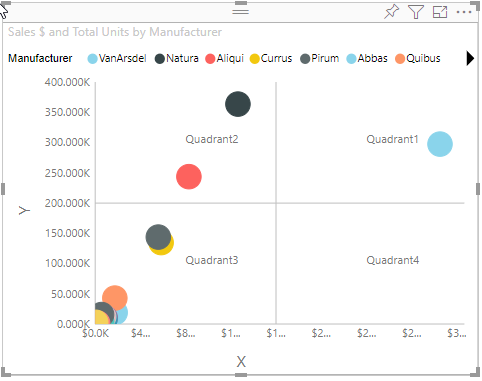 Sales $ and Total Units by Manufacturer
Manufacturer VanArsdel Natura Aliqui Currus Pirum Abbas Quibus
400.000K
350.000K
300.000K
250.000K
200.000K
150.000K
100.000K
50.000K
0.000K
Y
Quadrant2 Quadrant1
Quadrant3 Quadrant4
$0.0K $4... $8... $1... $1... $2... $2... $2... $3...
X